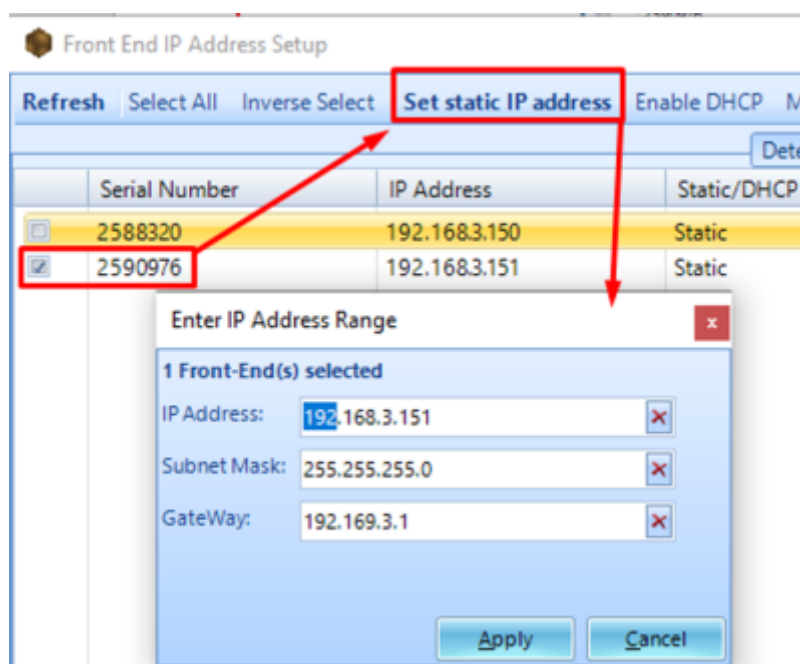 Front End IP Address Setup
Refresh Select All Inverse Select Set static IP address Enable DHCP M
Dete
Serial Number IP Address Static/DHCP
2588320 192.168.3.150 Static
2590976 192.168.3.151 Static
Enter IP Address Range
x
1 Front-End(s) selected
IP Address: 192.168.3.151
Subnet Mask: 255.255.255.0
GateWay: 192.169.3.1
Apply Cancel